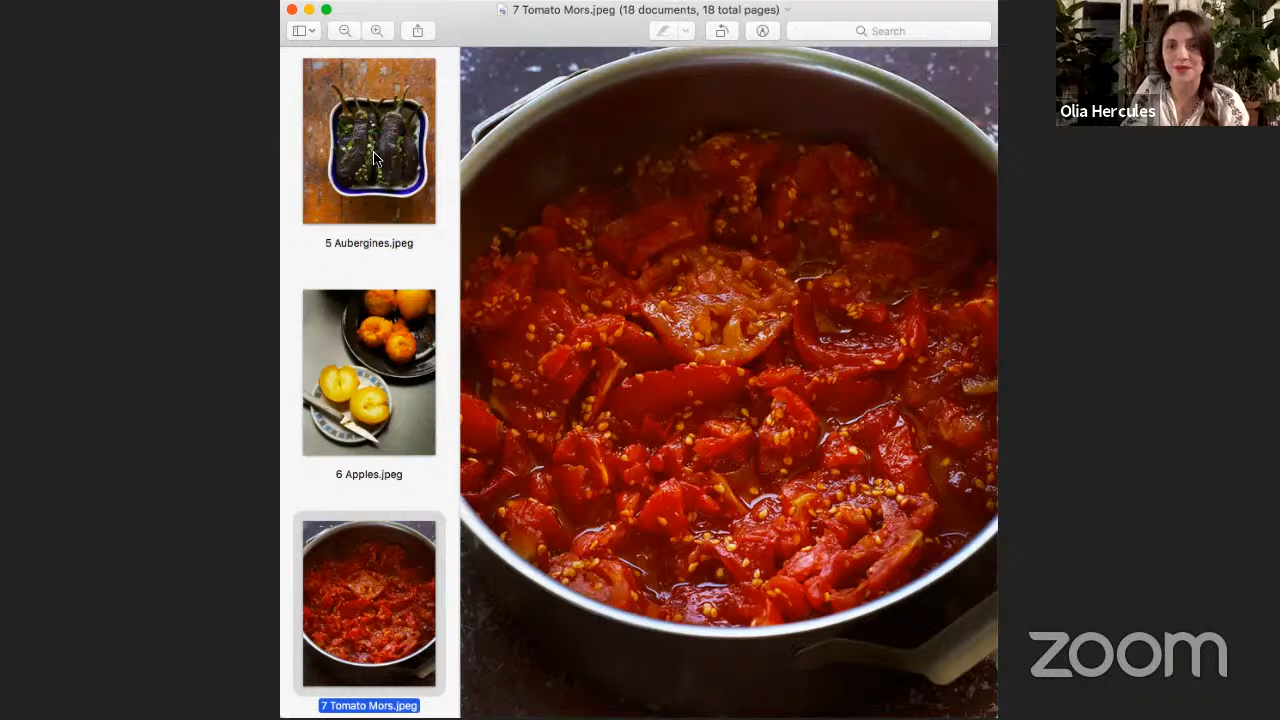 7 Tomato Mors.jpeg (18 documents, 18 total pages)
Search
5 Aubergines.jpeg
6 Apples.jpeg
7 Tomato Mors.jpeg
Olia Hercules
zoom